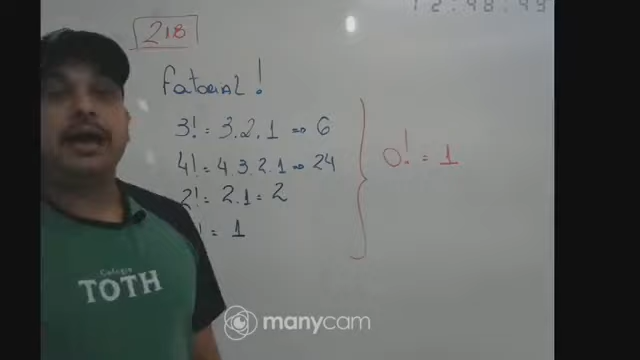 12:48:49
218
fatorial!
3! = 3.2.1 => 6
4! = 4.3.2.1 => 24
2! = 2.1 = 2
! = 1
0! = 1
Colégio
TOTH
manycam